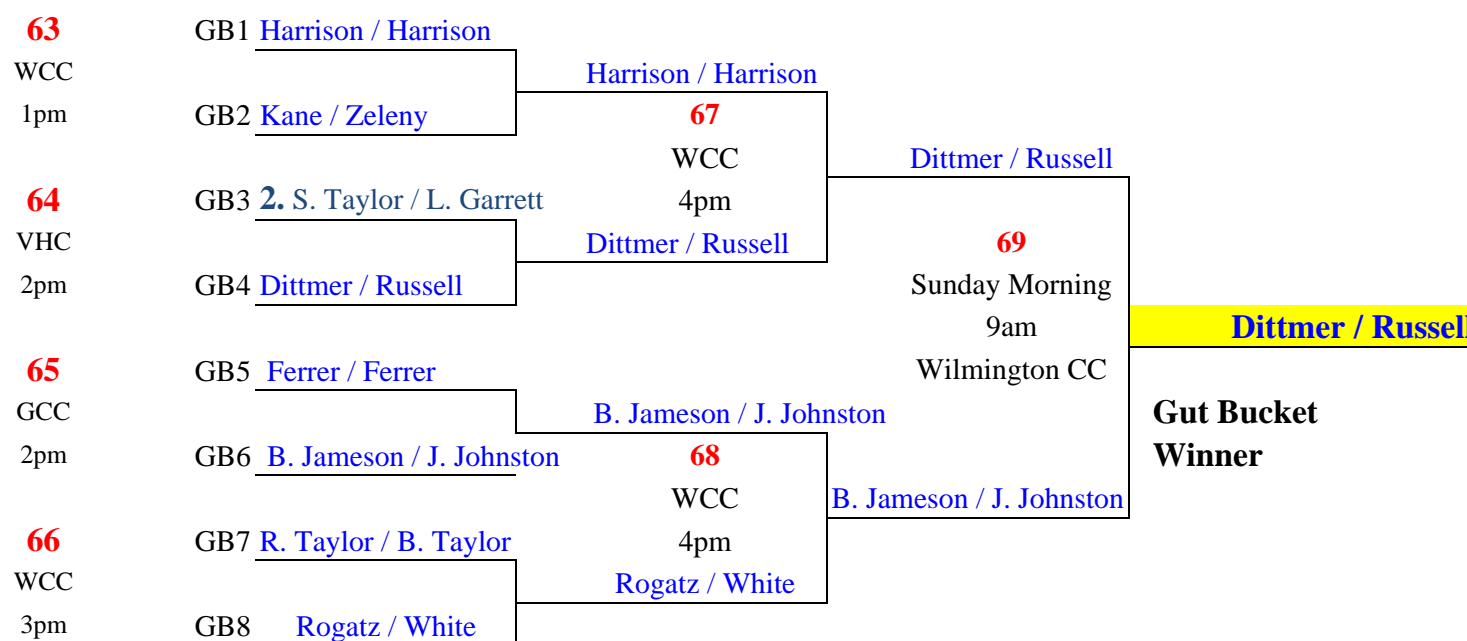 63 GB1 Harrison / Harrison
WCC Harrison / Harrison
1pm GB2 Kane / Zeleny 67
WCC Dittmer / Russell
64 GB3 2. S. Taylor / L. Garrett 4pm
VHC Dittmer / Russell 69
2pm GB4 Dittmer / Russell Sunday Morning
9am Dittmer / Russell
65 GB5 Ferrer / Ferrer Wilmington CC
GCC B. Jameson / J. Johnston Gut Bucket
2pm GB6 B. Jameson / J. Johnston 68 Winner
WCC B. Jameson / J. Johnston
66 GB7 R. Taylor / B. Taylor 4pm
WCC Rogatz / White
3pm GB8 Rogatz / White